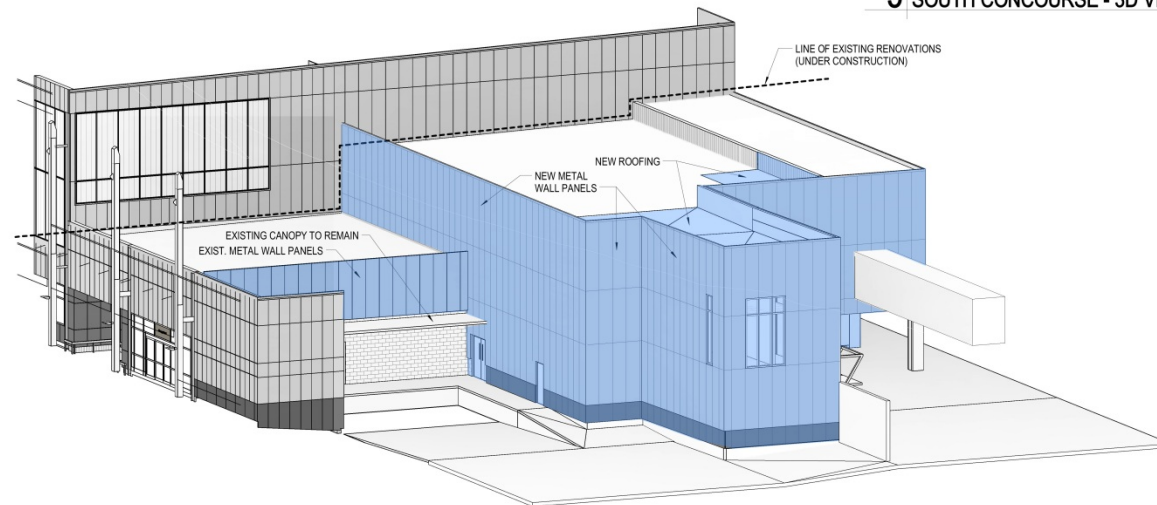 SOUTH CONCOURSE - 3D
LINE OF EXISTING RENOVATIONS
(UNDER CONSTRUCTION)
NEW ROOFING
NEW METAL
WALL PANELS
EXISTING CANOPY TO REMAIN
EXIST. METAL WALL PANELS